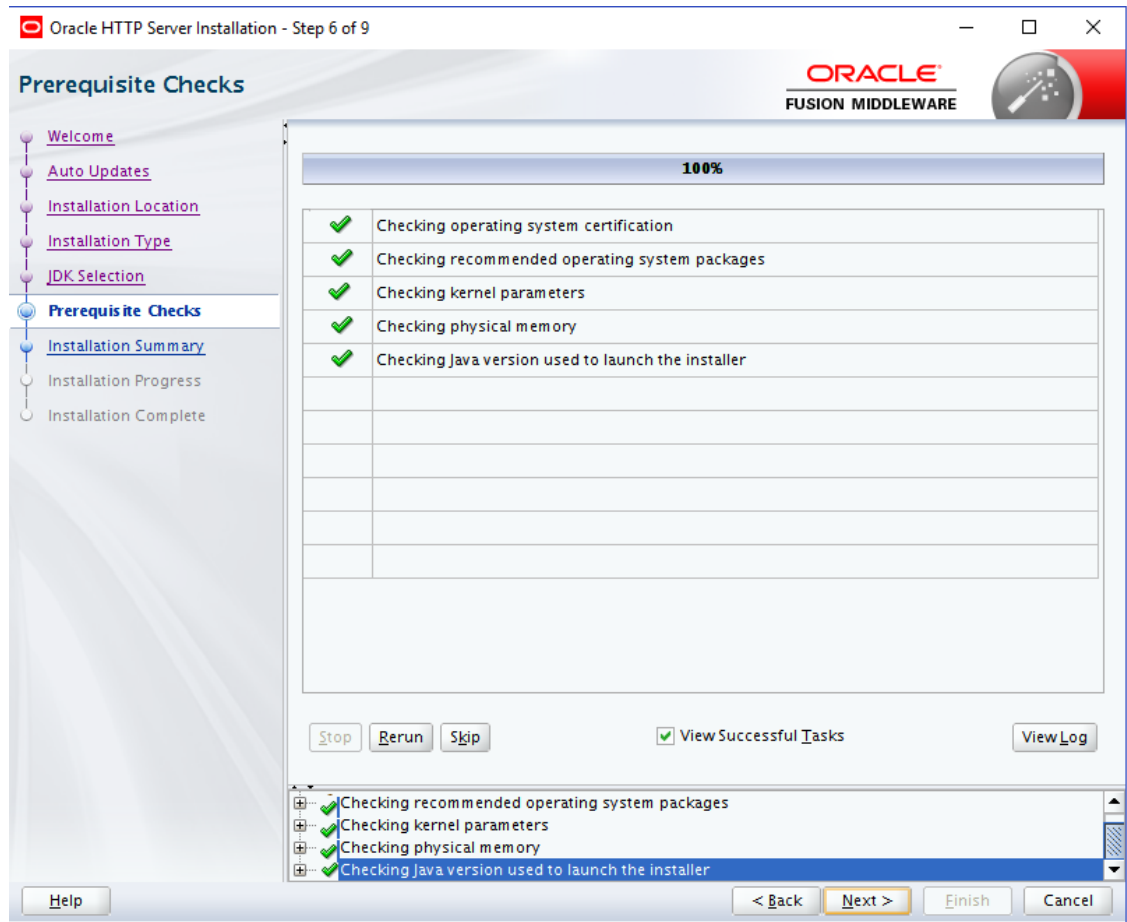 Oracle HTTP Server Installation - Step 6 of 9
Prerequisite Checks
ORACLE
FUSION MIDDLEWARE
Welcome
Auto Updates
Installation Location
Installation Type
JDK Selection
Prerequisite Checks
Installation Summary
Installation Progress
Installation Complete
100%
Checking operating system certification
Checking recommended operating system packages
Checking kernel parameters
Checking physical memory
Checking Java version used to launch the installer
Stop Rerun Skip View Successful Tasks View Log
Checking recommended operating system packages
Checking kernel parameters
Checking physical memory
Checking Java version used to launch the installer
Help < Back Next > Finish Cancel